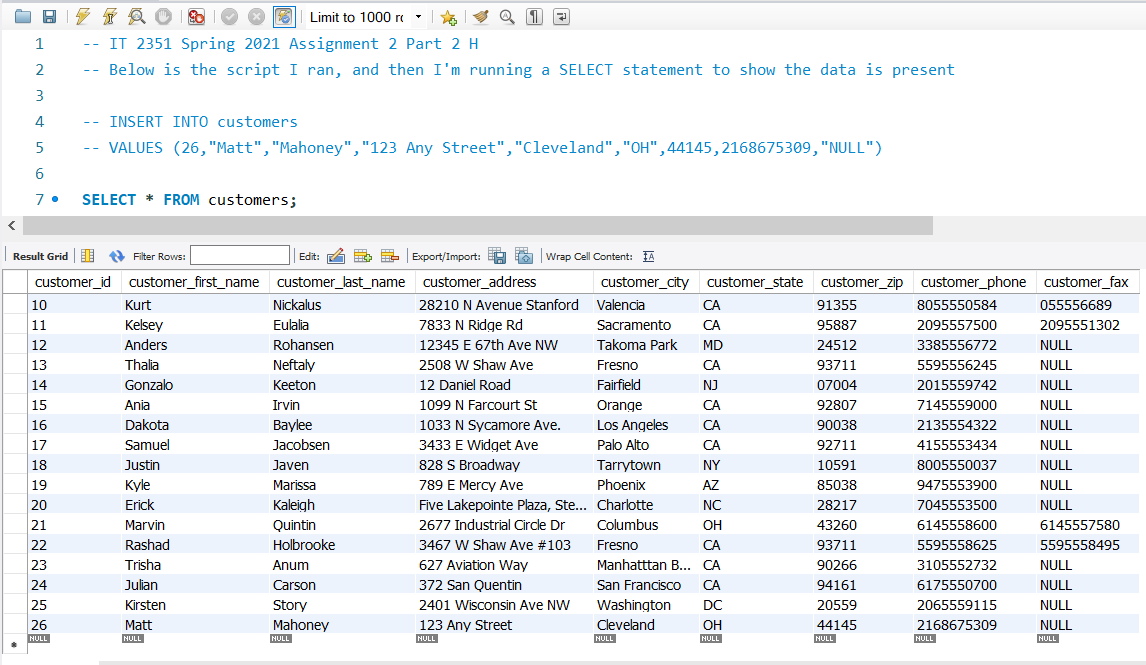 Limit to 1000 ro
1 -- IT 2351 Spring 2021 Assignment 2 Part 2 H
2 -- Below is the script I ran, and then I'm running a SELECT statement to show the data is present
3
4 -- INSERT INTO customers
5 -- VALUES (26,"Matt","Mahoney","123 Any Street","Cleveland","OH",44145,2168675309,"NULL")
6
7 SELECT * FROM customers;
Result Grid Filter Rows: Edit: Export/Import: Wrap Cell Content:
customer_id customer_first_name customer_last_name customer_address customer_city customer_state customer_zip customer_phone customer_fax
10 Kurt Nickalus 28210 N Avenue Stanford Valencia CA 91355 8055550584 055556689
11 Kelsey Eulalia 7833 N Ridge Rd Sacramento CA 95887 2095557500 2095551302
12 Anders Rohansen 12345 E 67th Ave NW Takoma Park MD 24512 3385556772 NULL
13 Thalia Neftaly 2508 W Shaw Ave Fresno CA 93711 5595556245 NULL
14 Gonzalo Keeton 12 Daniel Road Fairfield NJ 07004 2015559742 NULL
15 Ania Irvin 1099 N Farcourt St Orange CA 92807 7145559000 NULL
16 Dakota Baylee 1033 N Sycamore Ave. Los Angeles CA 90038 2135554322 NULL
17 Samuel Jacobsen 3433 E Widget Ave Palo Alto CA 92711 4155553434 NULL
18 Justin Javen 828 S Broadway Tarrytown NY 10591 8005550037 NULL
19 Kyle Marissa 789 E Mercy Ave Phoenix AZ 85038 9475553900 NULL
20 Erick Kaleigh Five Lakepointe Plaza, Ste... Charlotte NC 28217 7045553500 NULL
21 Marvin Quintin 2677 Industrial Circle Dr Columbus OH 43260 6145558600 6145557580
22 Rashad Holbrooke 3467 W Shaw Ave #103 Fresno CA 93711 5595558625 5595558495
23 Trisha Anum 627 Aviation Way Manhatttan B... CA 90266 3105552732 NULL
24 Julian Carson 372 San Quentin San Francisco CA 94161 6175550700 NULL
25 Kirsten Story 2401 Wisconsin Ave NW Washington DC 20559 2065559115 NULL
26 Matt Mahoney 123 Any Street Cleveland OH 44145 2168675309 NULL
NULL NULL NULL NULL NULL NULL NULL NULL NULL